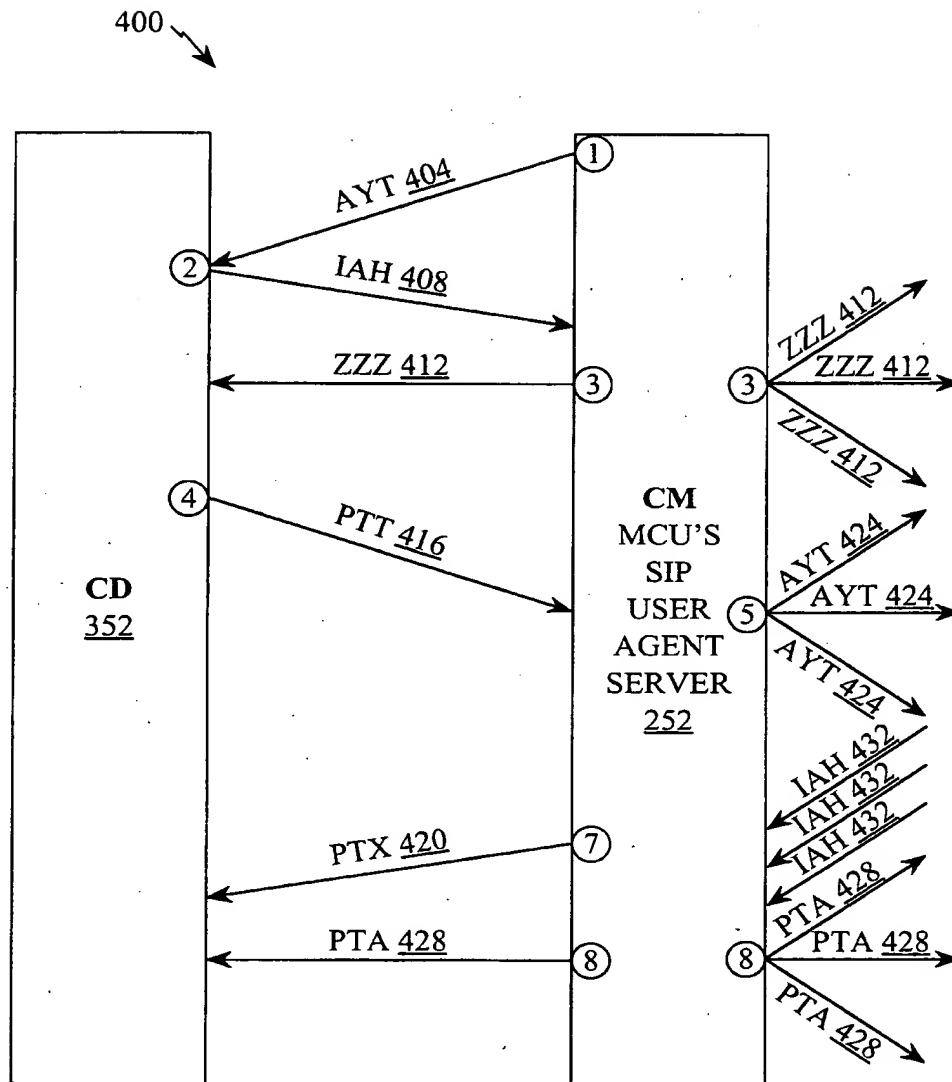 400
1
AYT 404
2
IAH 408
ZZZ 412
3
3
ZZZ 412
ZZZ 412
ZZZ 412
4
PTT 416
CD
352
CM
MCU'S
SIP
USER
AGENT
SERVER
252
5
AYT 424
AYT 424
AYT 424
IAH 432
IAH 432
IAH 432
PTX 420
7
PTA 428
8
8
PTA 428
PTA 428
PTA 428